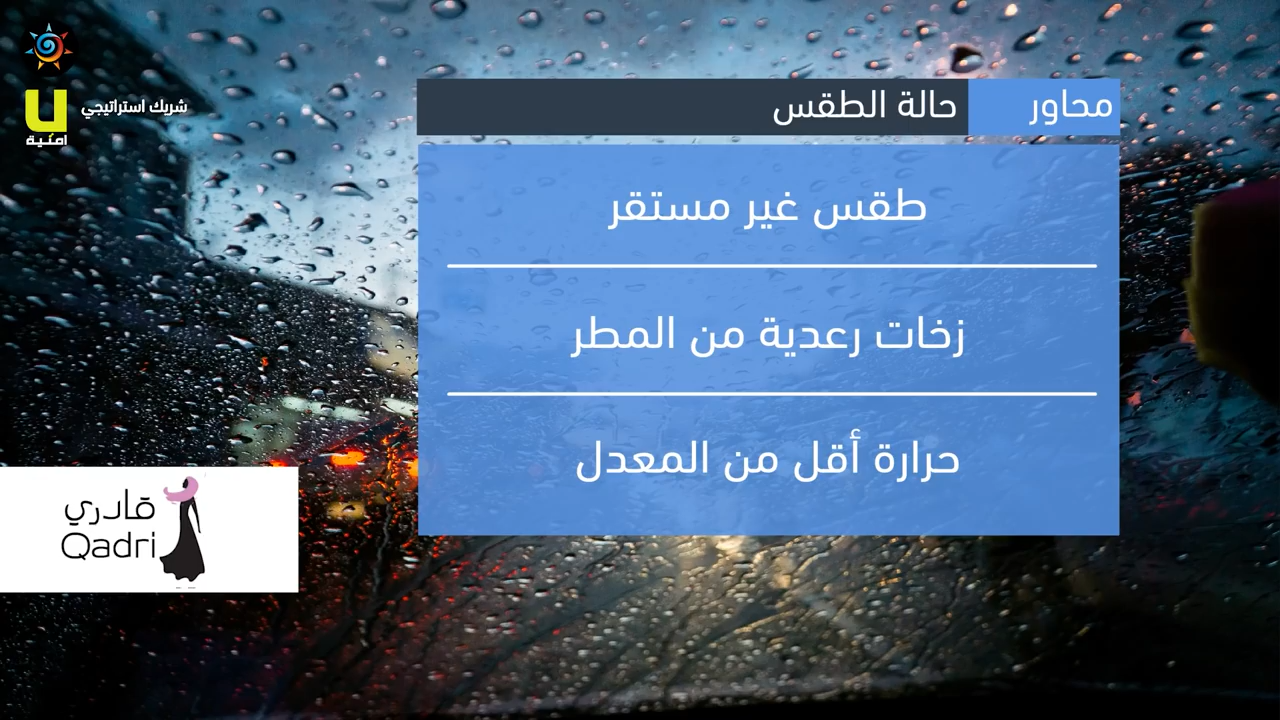 شريك استراتيجي
u
امنية
محاور
حالة الطقس
طقس غير مستقر
زخات رعدية من المطر
حرارة أقل من المعدل
قادري
Qadri